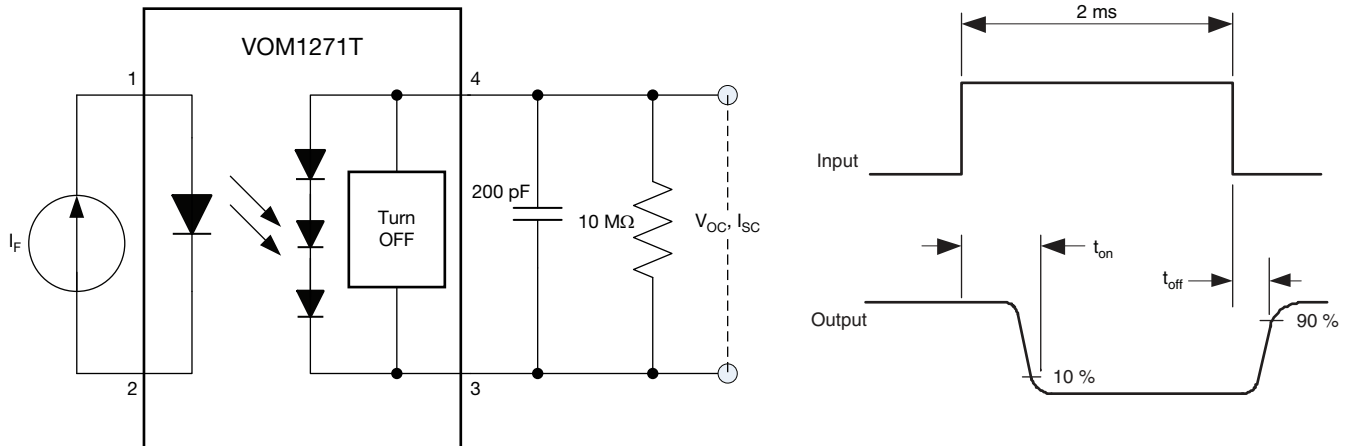 VOM1271T
1
4
I_F
Turn
OFF
200 pF
10 MΩ
V_OC, I_SC
2
3
2 ms
Input
t_on
t_off
Output
90 %
10 %